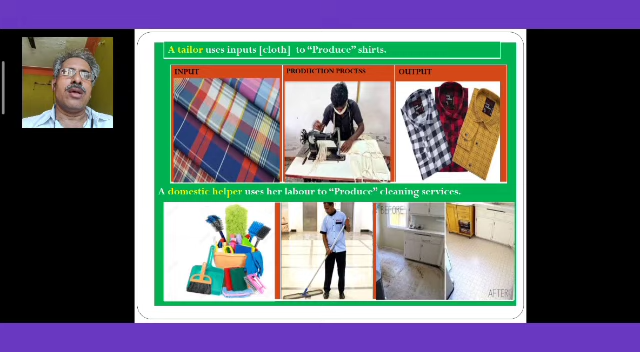 A tailor uses inputs [cloth] to “Produce” shirts.
INPUT
PRODUCTION PROCESS
OUTPUT
A domestic helper uses her labour to “Produce” cleaning services.
BEFORE
AFTER